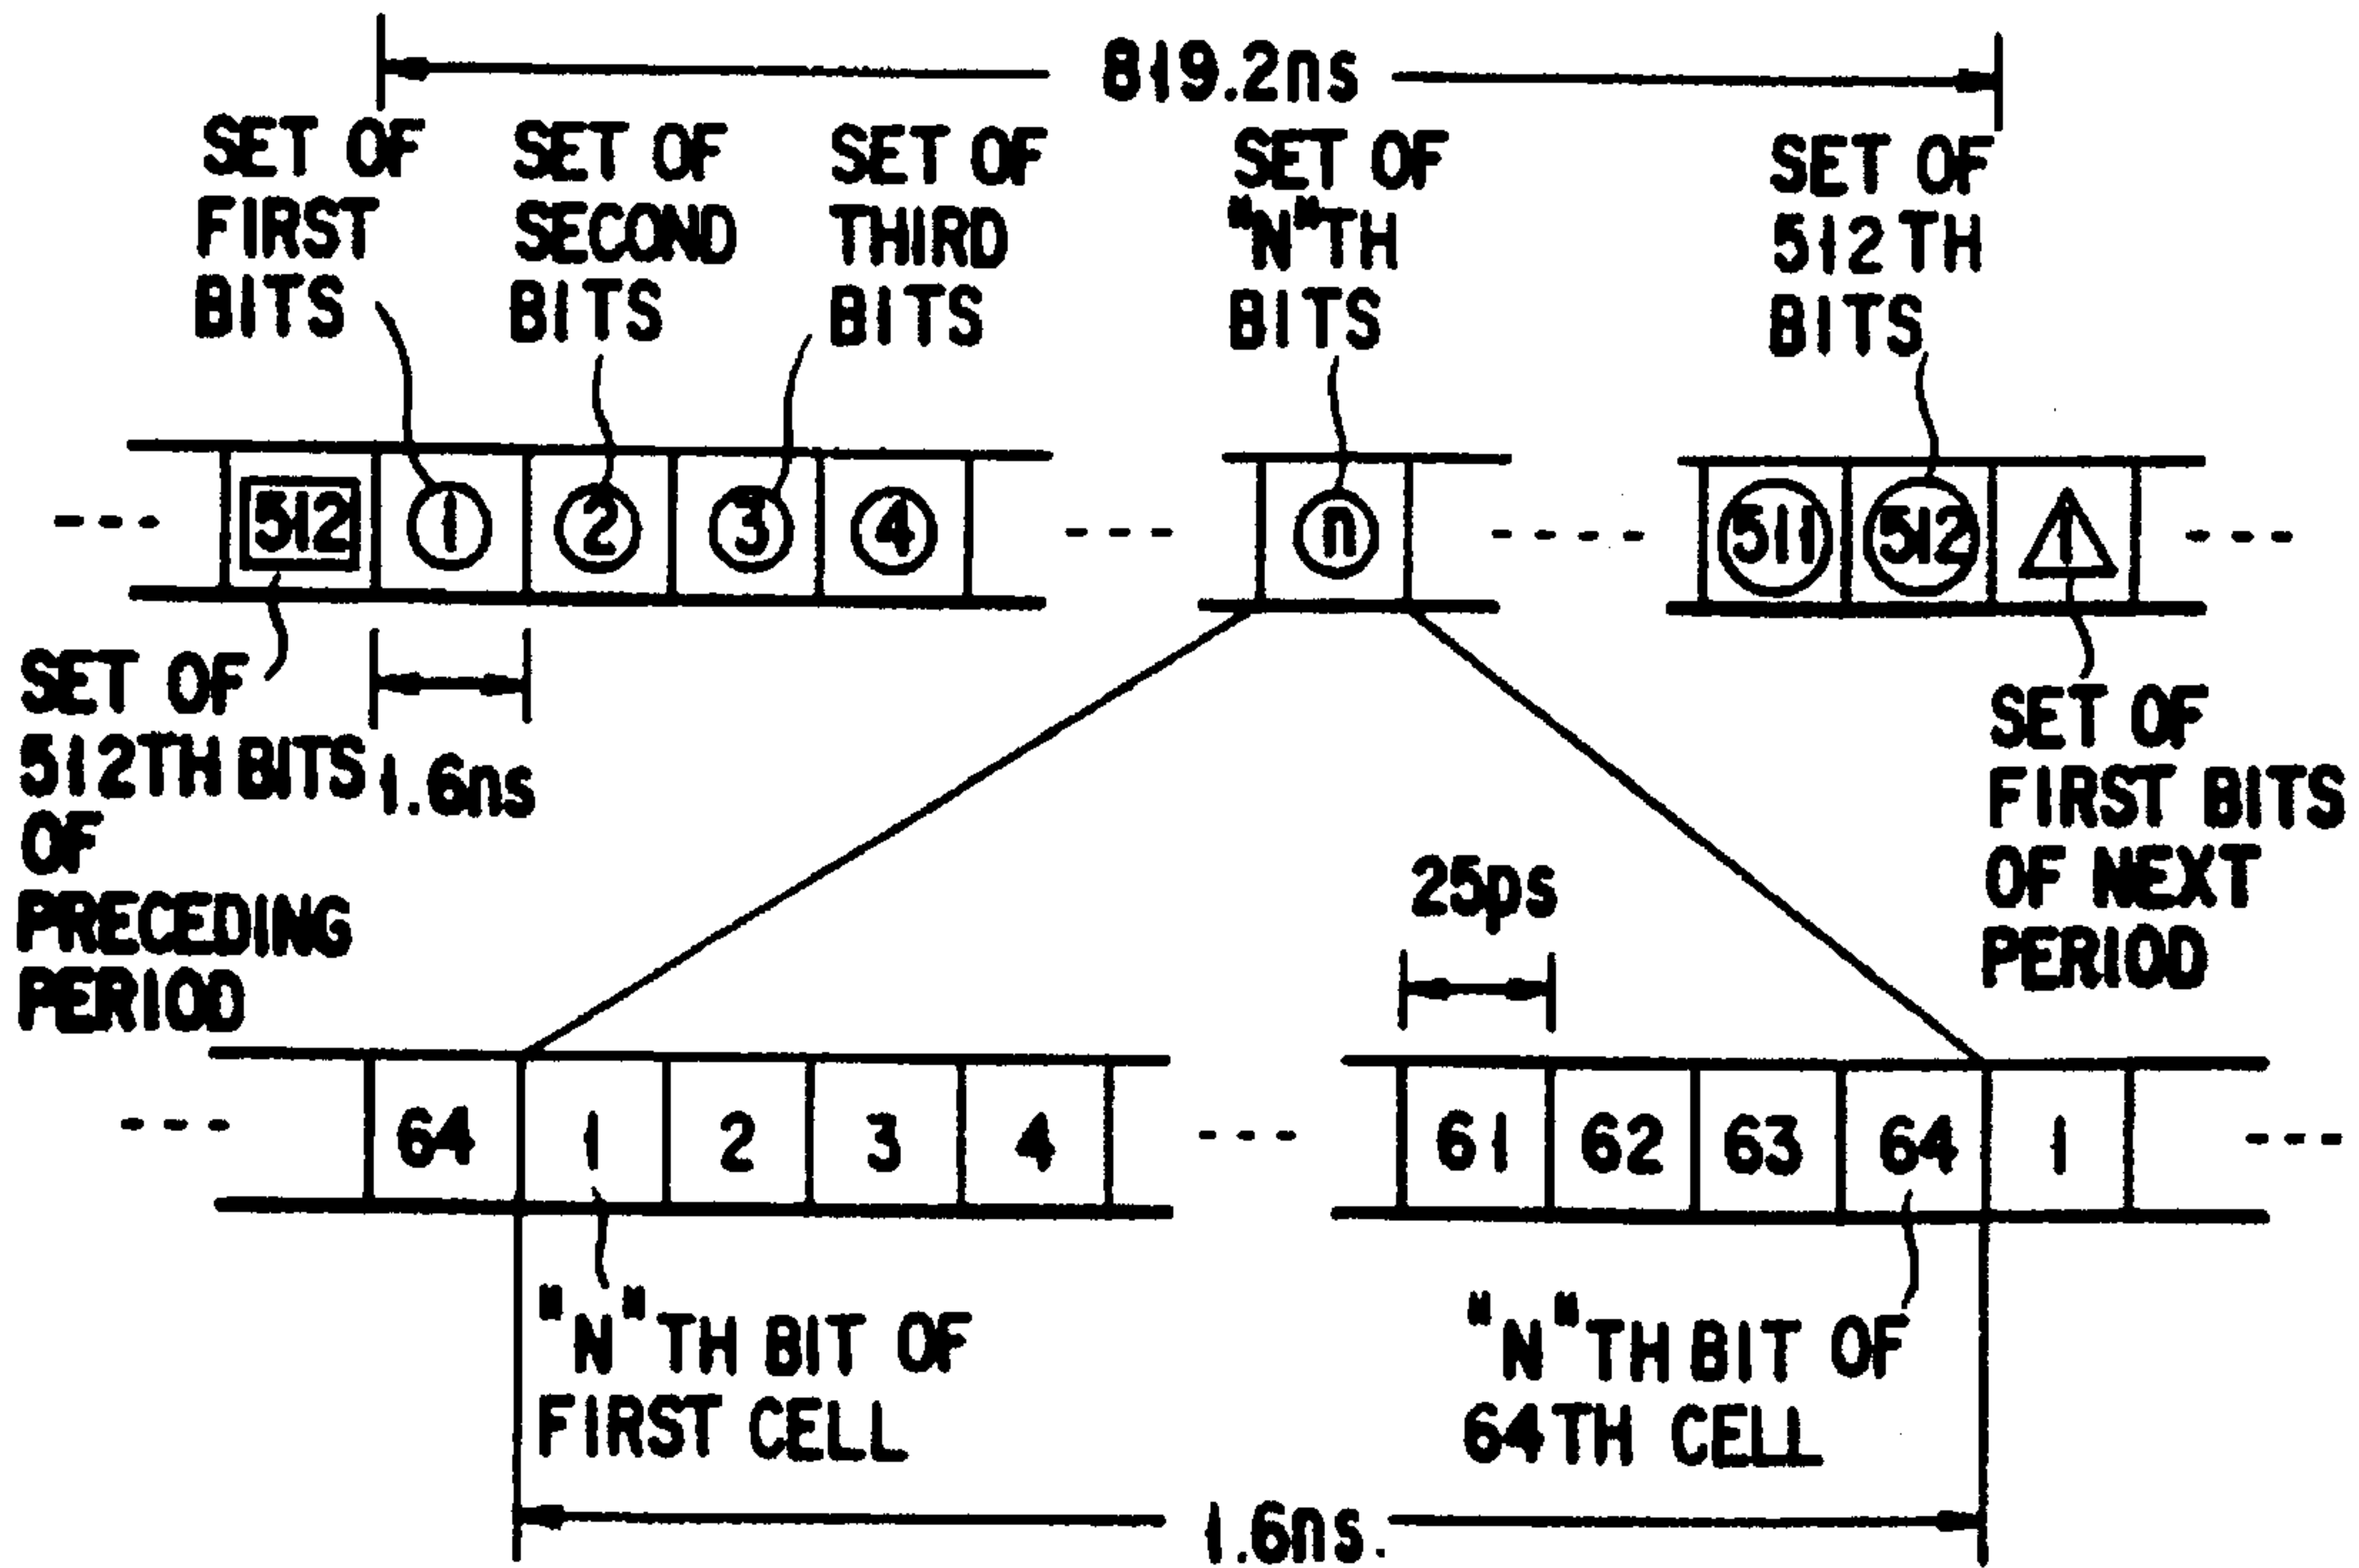 819.2ns
SET OF
FIRST
BITS
SET OF
SECOND
BITS
SET OF
THIRD
BITS
SET OF
"N"TH
BITS
SET OF
512TH
BITS
--- 512 1 2 3 4 --- n ---- 511 512 1 ---
SET OF
512TH BITS
OF
PRECEDING
PERIOD
1.6ns
SET OF
FIRST BITS
OF NEXT
PERIOD
25ps
--- 64 1 2 3 4 --- 61 62 63 64 1 ---
"N"TH BIT OF
FIRST CELL
"N"TH BIT OF
64TH CELL
1.6ns.